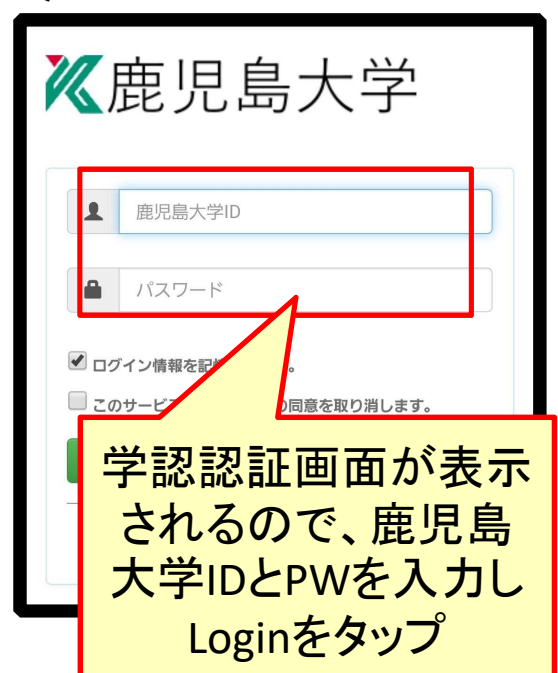 鹿児島大学
鹿児島大学ID
パスワード
ログイン情報を記 。
このサービ の同意を取り消します。
学認認証画面が表示
されるので、鹿児島
大学IDとPWを入力し
Loginをタップ